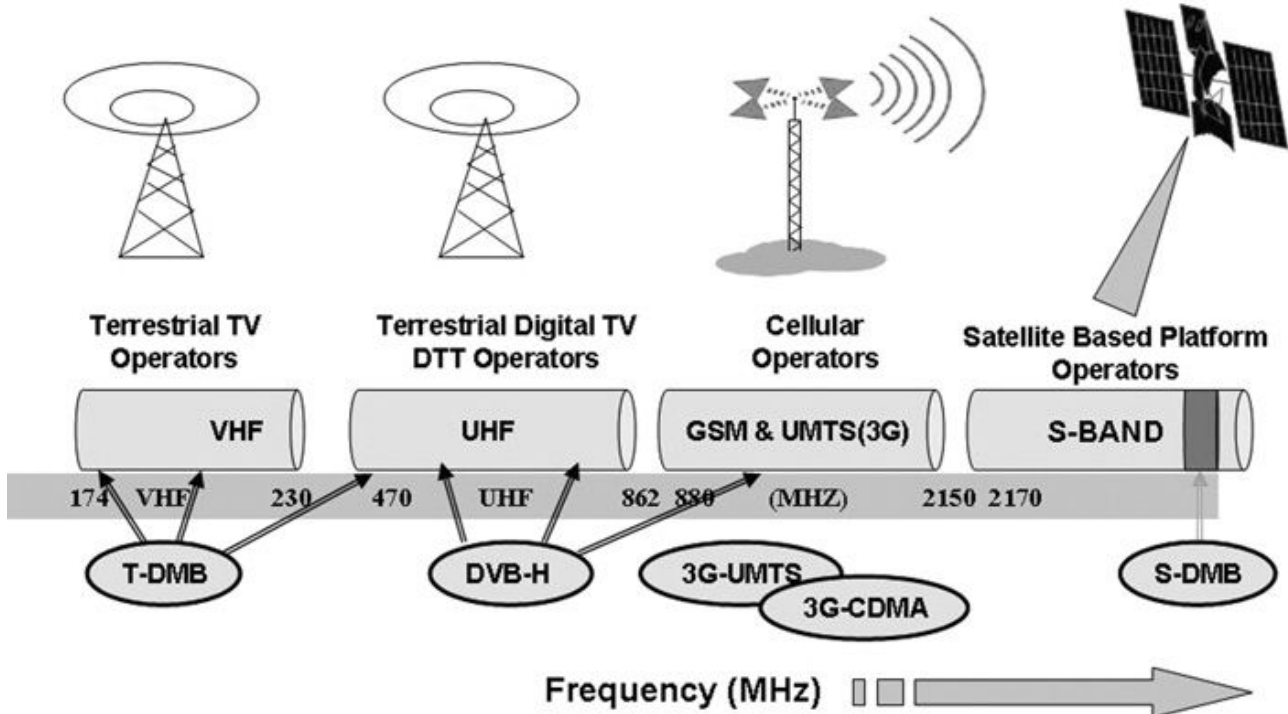 Terrestrial TV
Operators
Terrestrial Digital TV
DTT Operators
Cellular
Operators
Satellite Based Platform
Operators
VHF
UHF
GSM & UMTS(3G)
S-BAND
174 VHF 230 470 UHF 862 880 (MHZ) 2150 2170
T-DMB
DVB-H
3G-UMTS
3G-CDMA
S-DMB
Frequency (MHz)